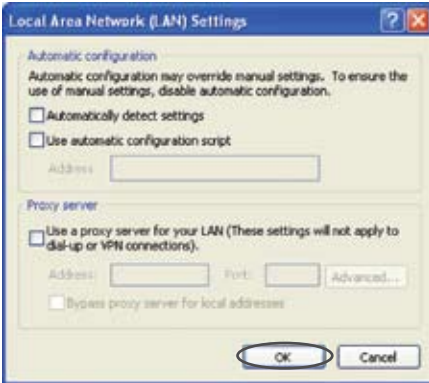 Local Area Network (LAN) Settings
Automatic configuration
Automatic configuration may override manual settings. To ensure the
use of manual settings, disable automatic configuration.
Automatically detect settings
Use automatic configuration script
Address
Proxy server
Use a proxy server for your LAN (These settings will not apply to
dial-up or VPN connections).
Address: Port: Advanced...
Bypass proxy server for local addresses
OK Cancel